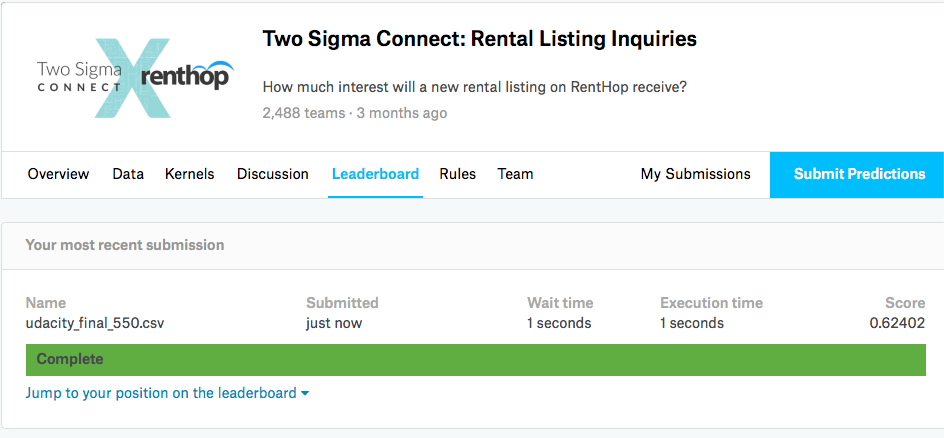 Two Sigma Connect: Rental Listing Inquiries
Two Sigma
CONNECT
X
renthop
How much interest will a new rental listing on RentHop receive?
2,488 teams · 3 months ago
Overview Data Kernels Discussion Leaderboard Rules Team My Submissions Submit Predictions
Your most recent submission
Name Submitted Wait time Execution time Score
udacity_final_550.csv just now 1 seconds 1 seconds 0.62402
Complete
Jump to your position on the leaderboard